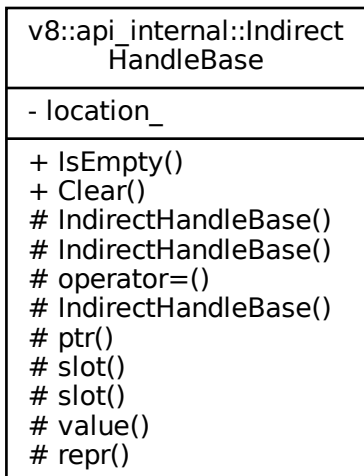 v8::api_internal::Indirect
HandleBase
- location_
+ IsEmpty()
+ Clear()
# IndirectHandleBase()
# IndirectHandleBase()
# operator=()
# IndirectHandleBase()
# ptr()
# slot()
# slot()
# value()
# repr()